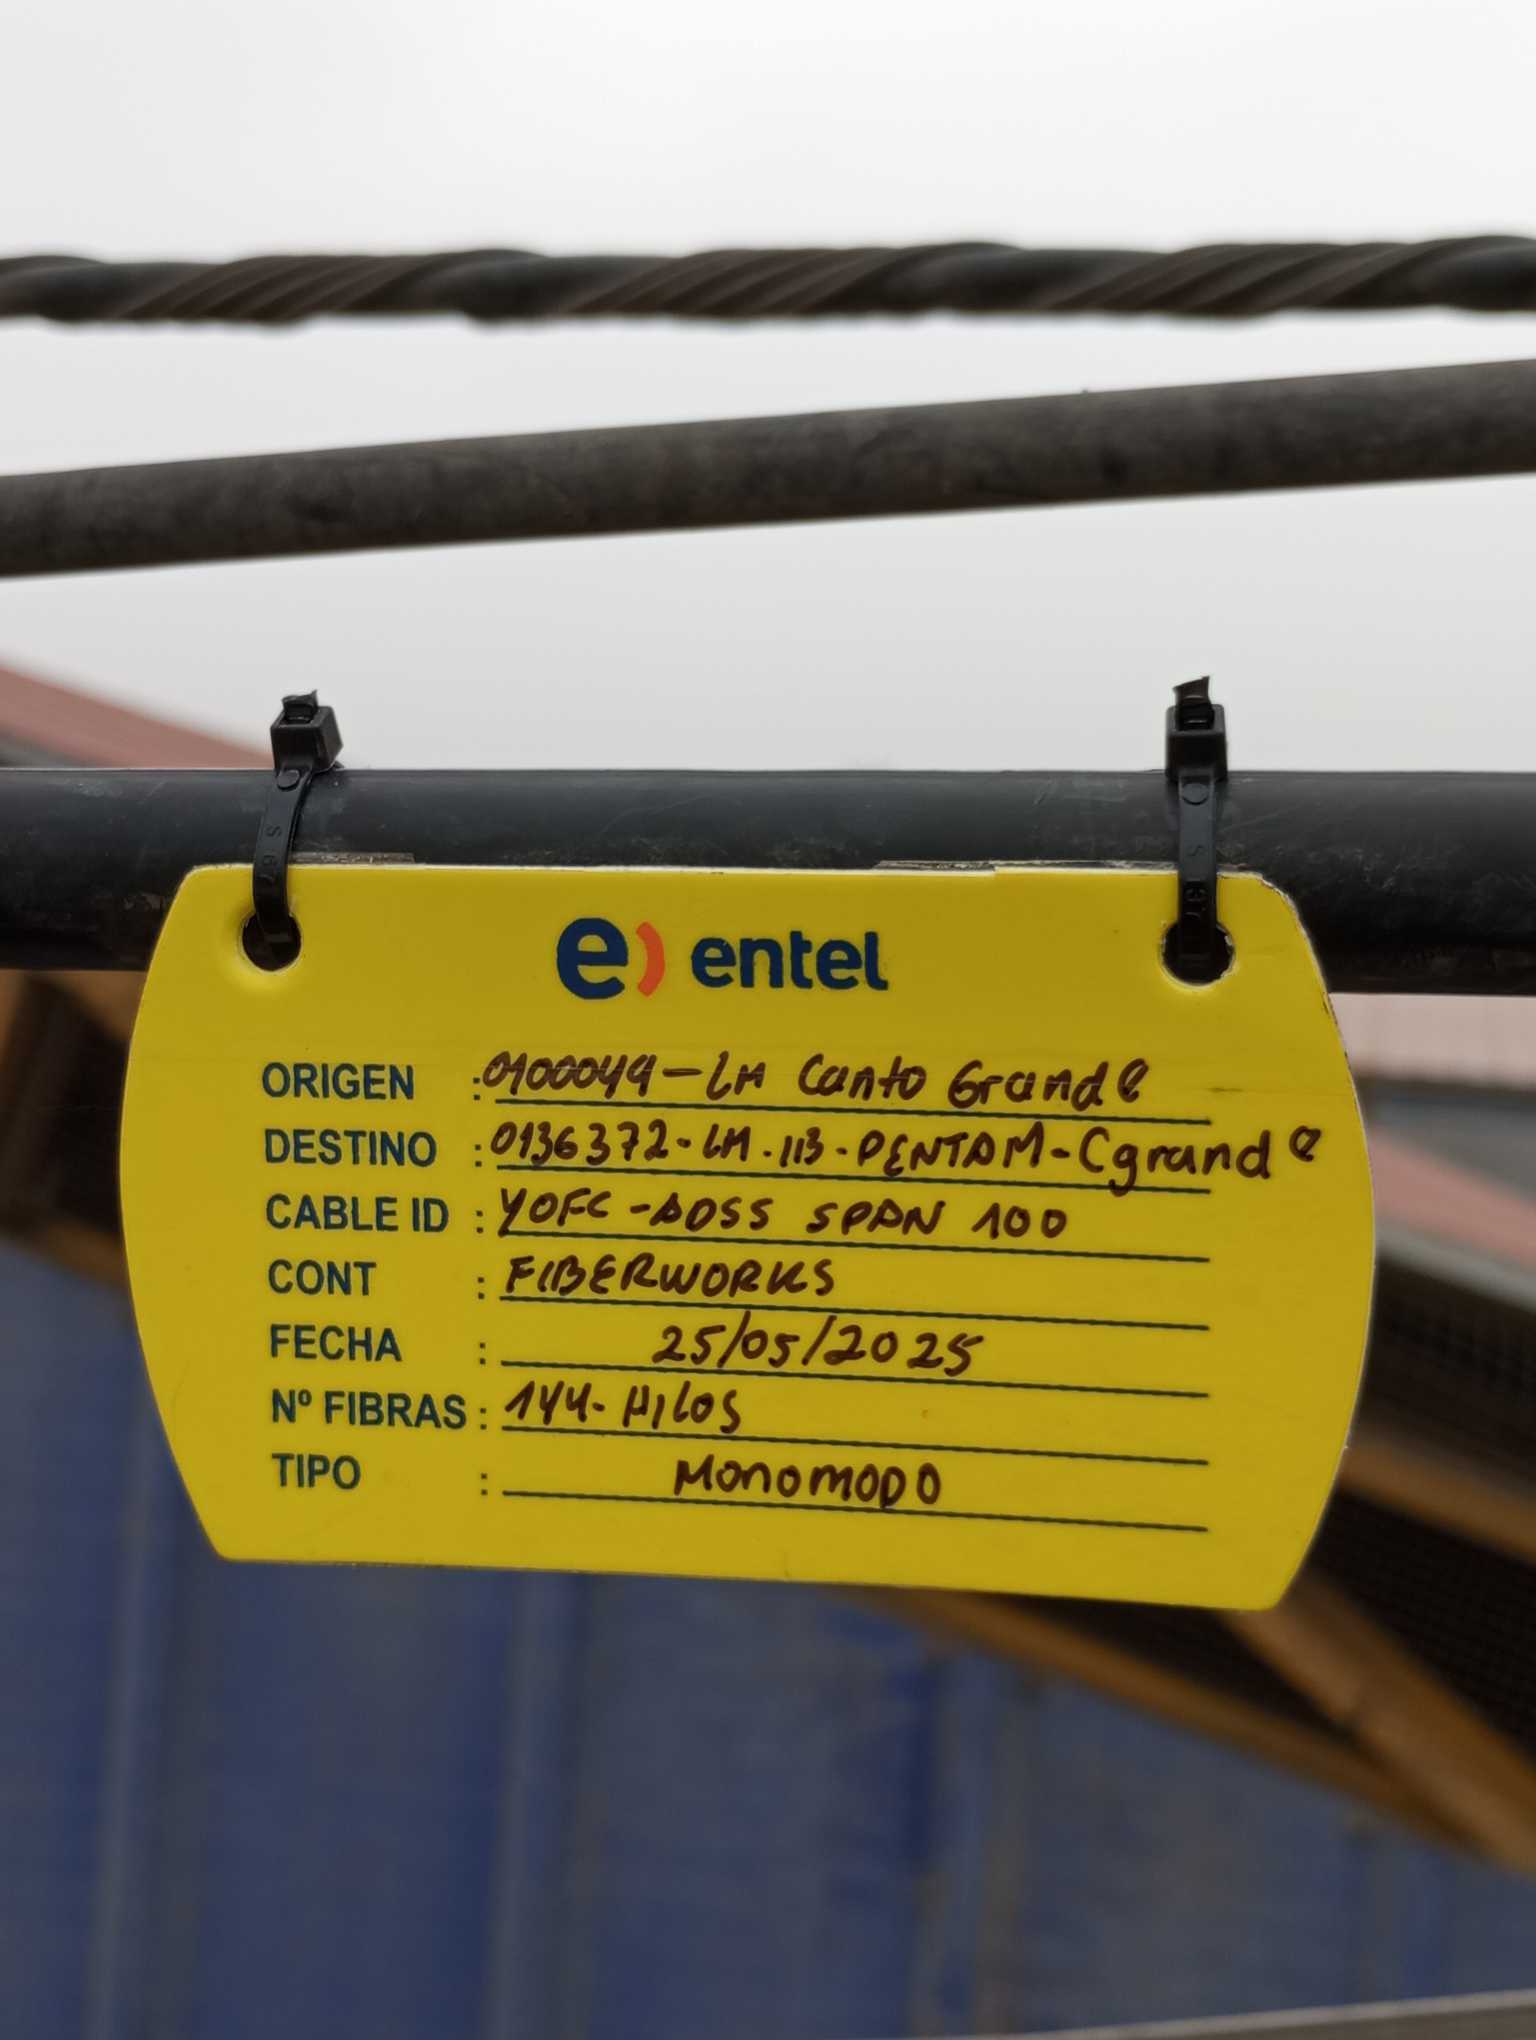 e) entel
ORIGEN : 0100049-LM Canto Grande
DESTINO : 0136372-LM.113-PENTAM-Cgrande
CABLE ID : YOFC-ADSS SPAN 100
CONT : FIBERWORKS
FECHA : 25/05/2025
Nº FIBRAS : 144-HILOS
TIPO : MONOMODO